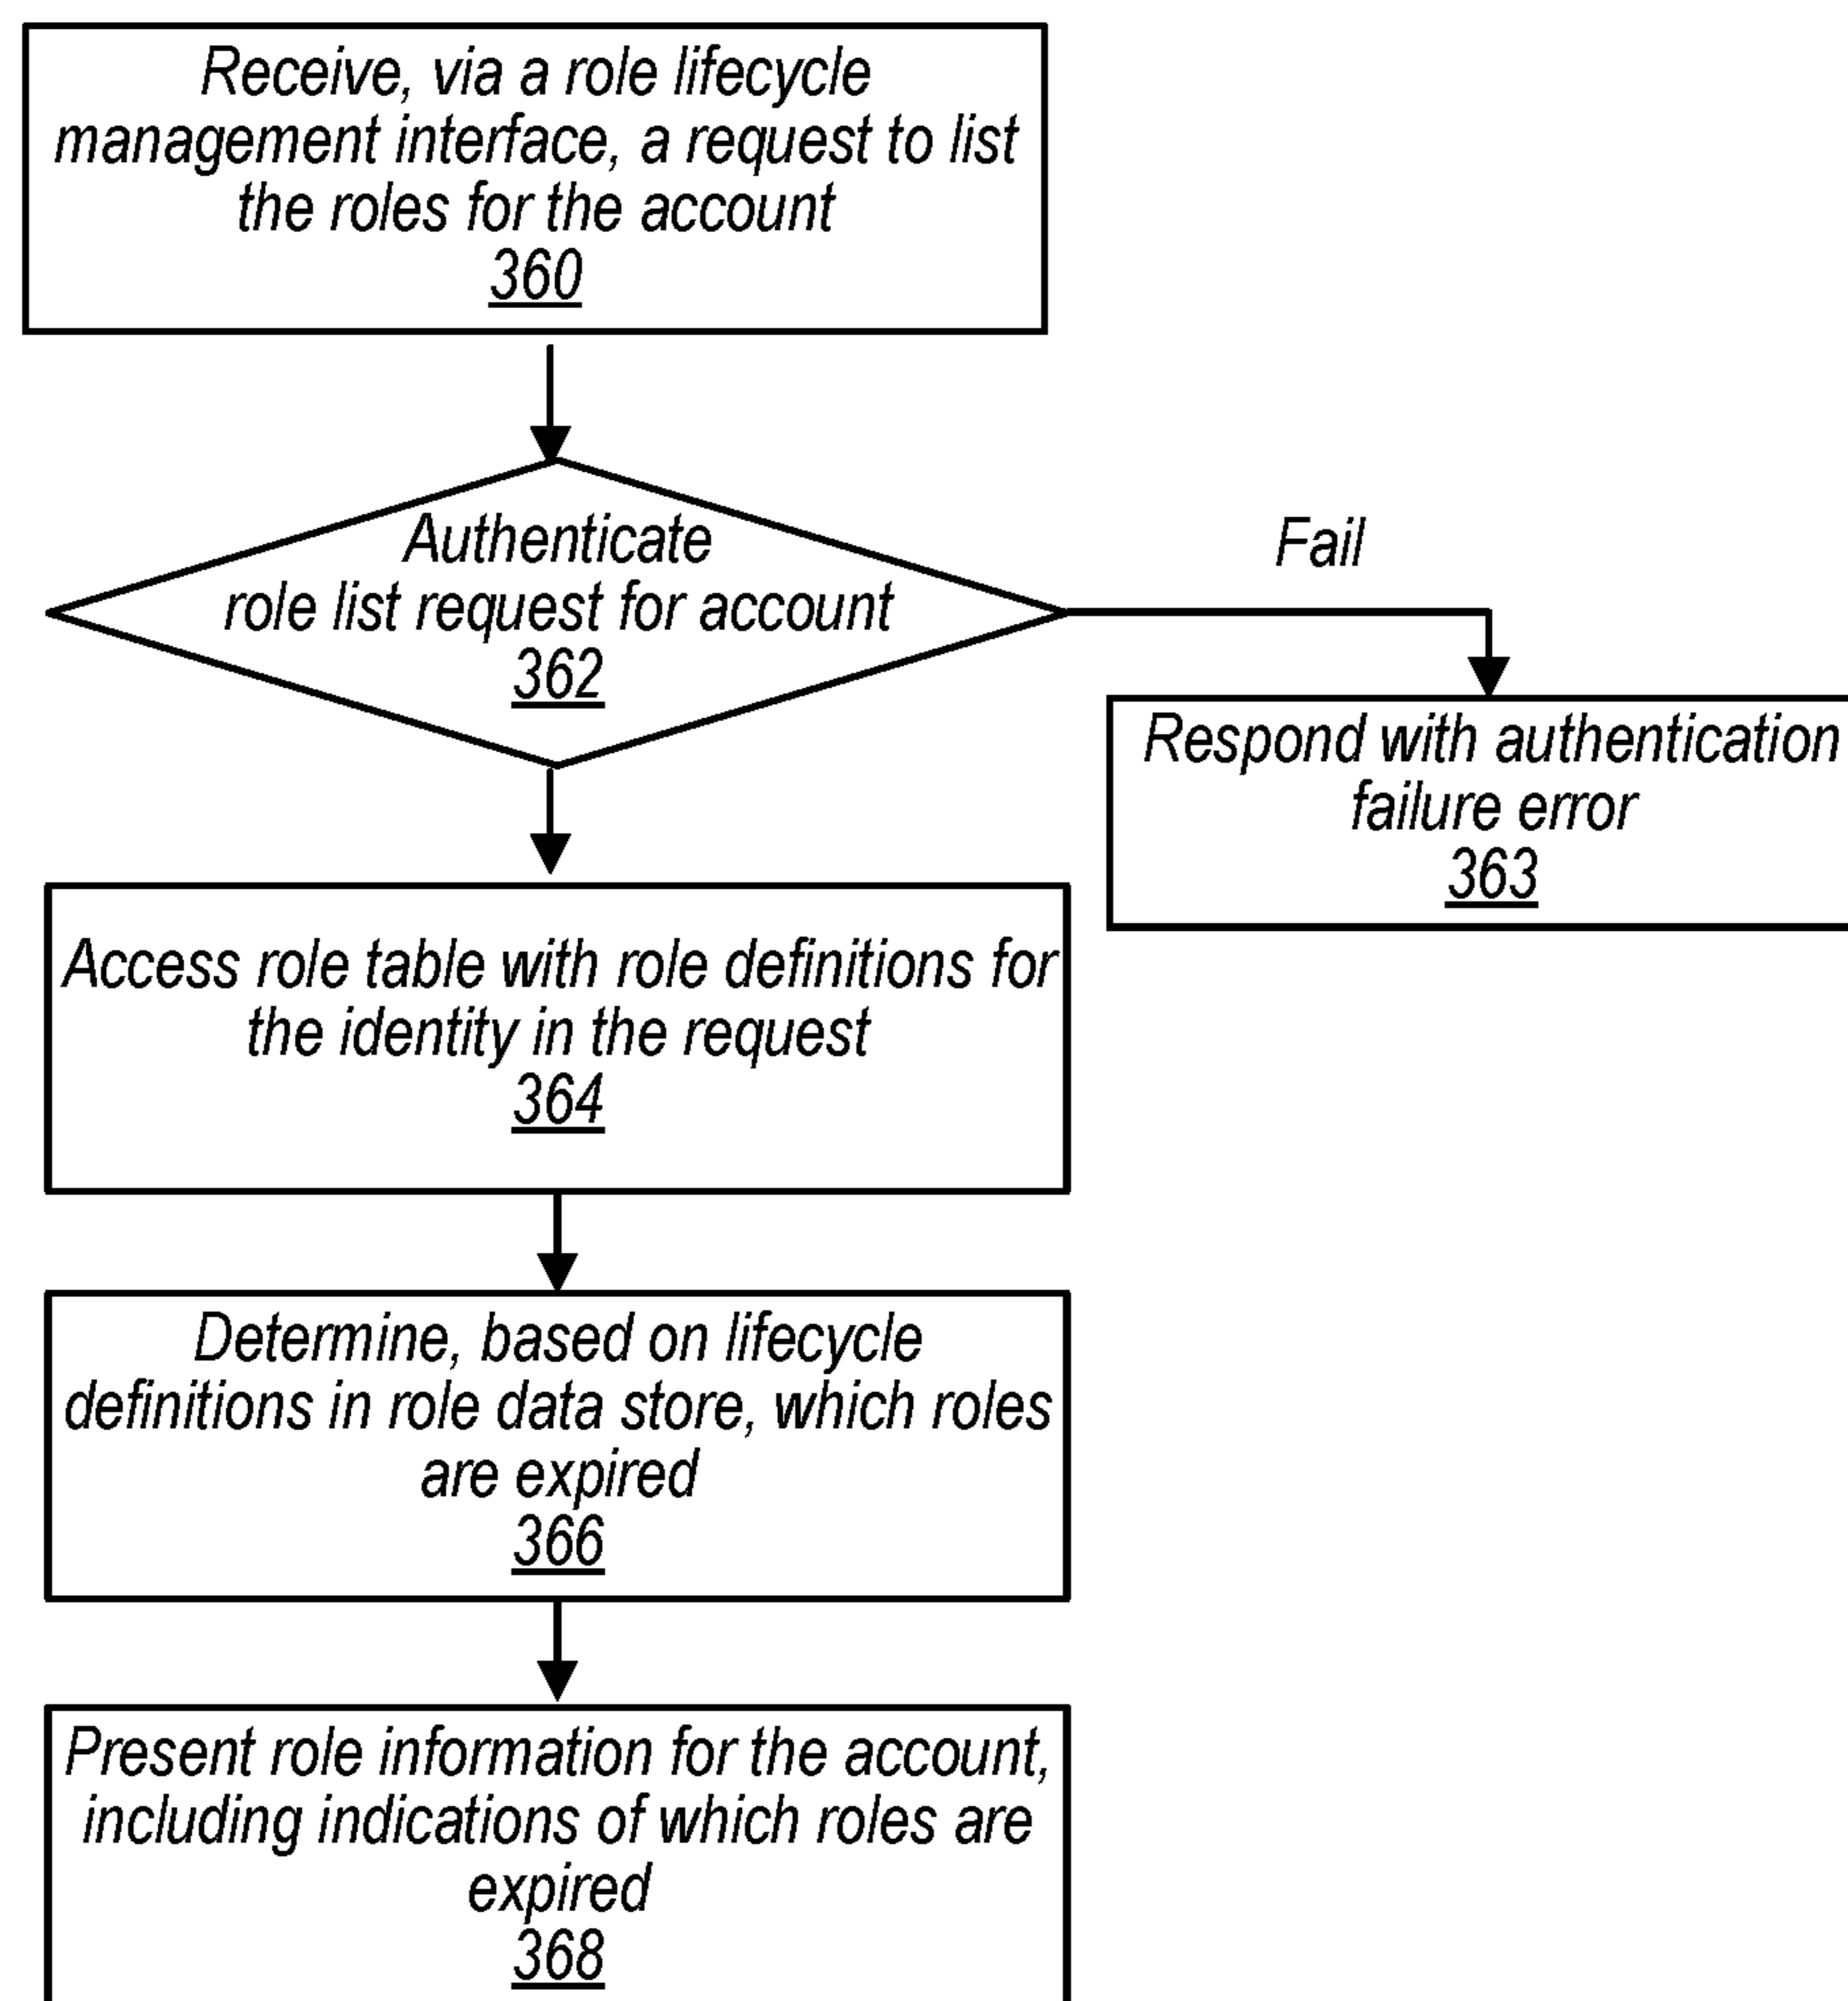 Receive, via a role lifecycle
management interface, a request to list
the roles for the account
360
Authenticate
role list request for account
362
Fail
Respond with authentication
failure error
363
Access role table with role definitions for
the identity in the request
364
Determine, based on lifecycle
definitions in role data store, which roles
are expired
366
Present role information for the account,
including indications of which roles are
expired
368